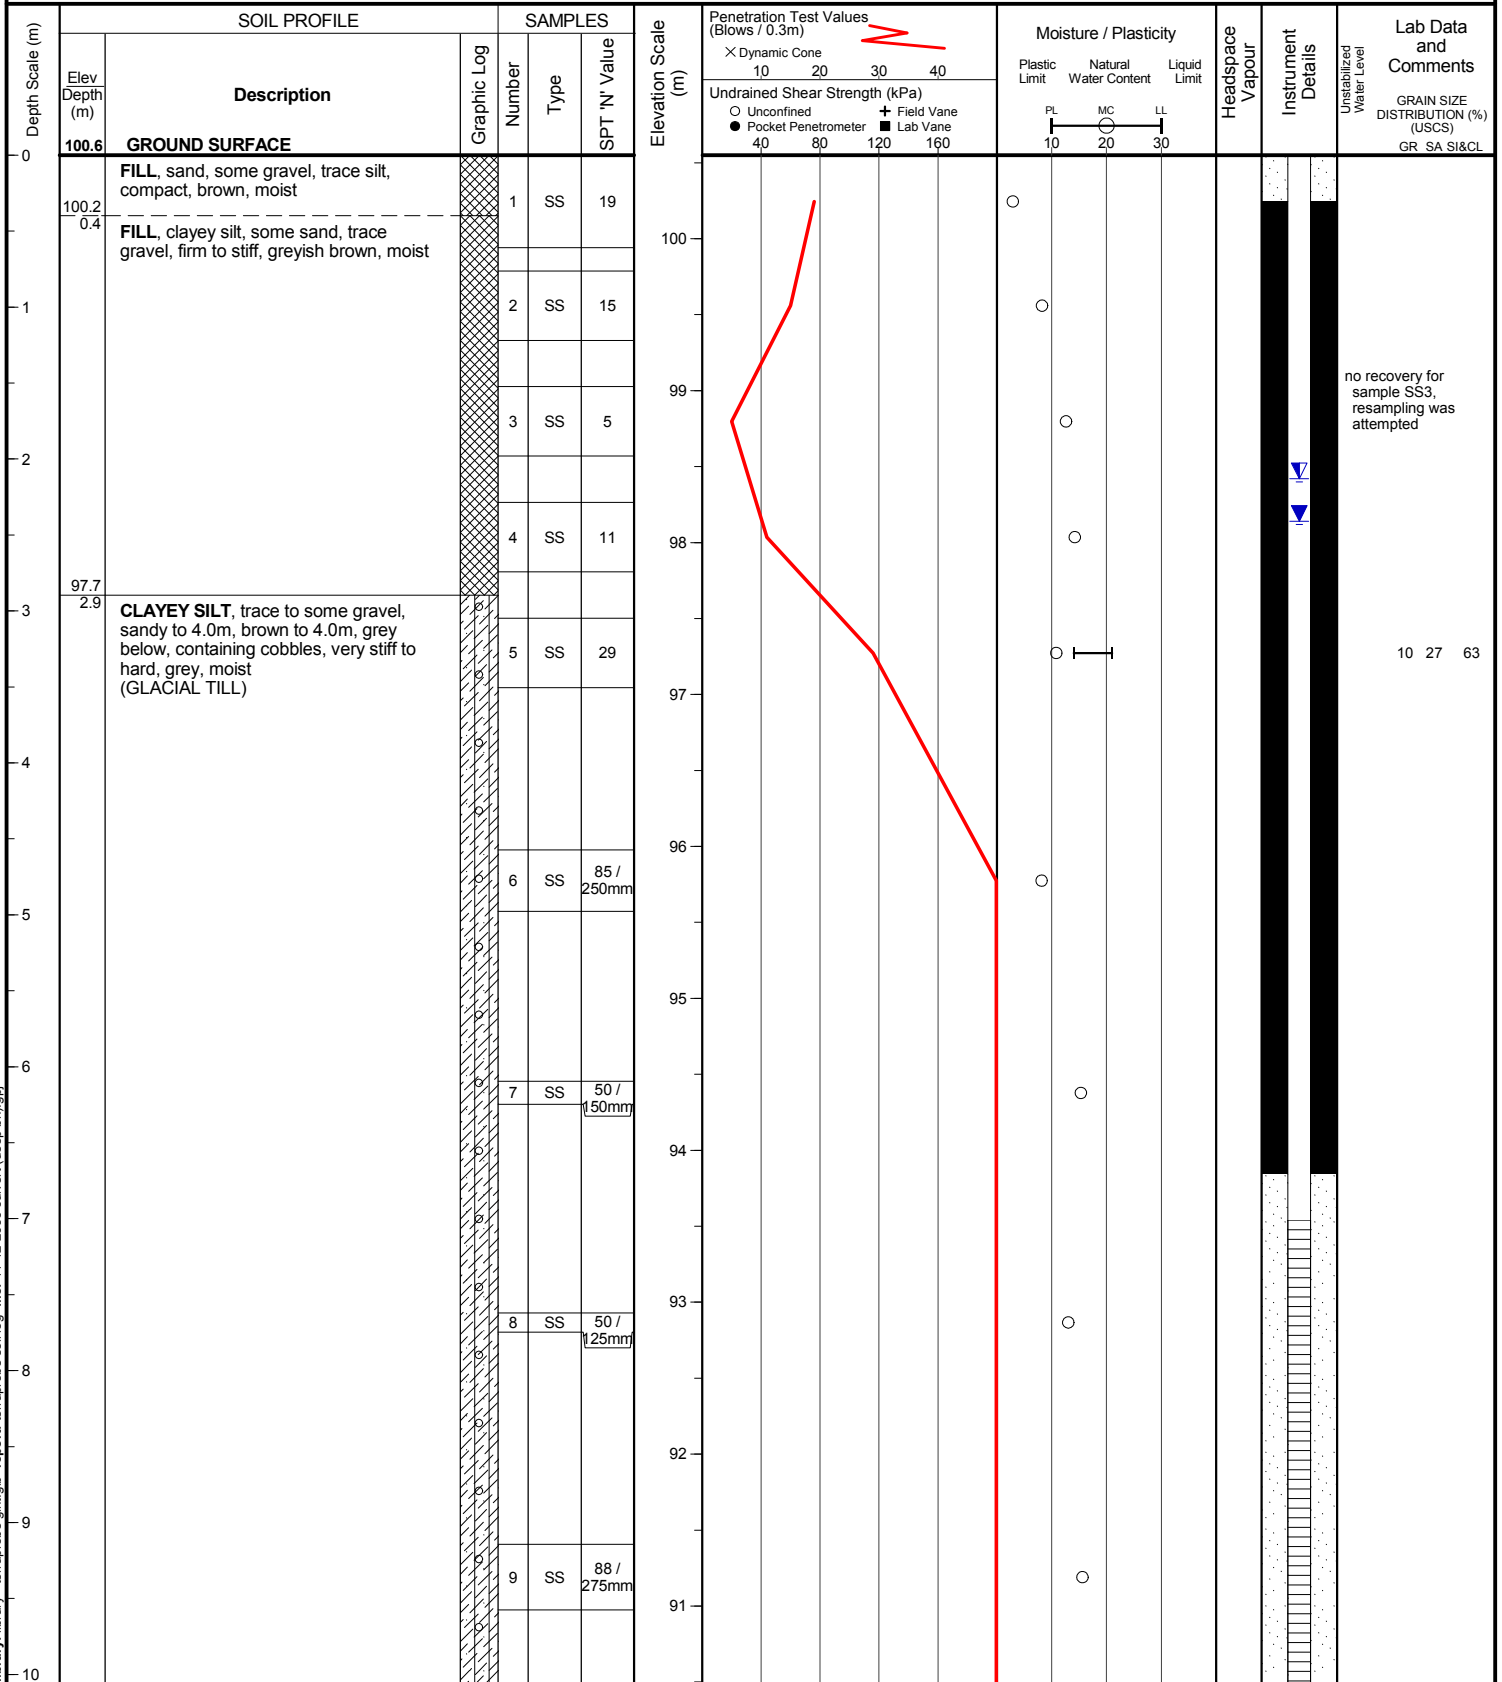 SOIL PROFILE
SAMPLES
Depth Scale (m)
Elev
Depth
(m)
Description
Graphic Log
Number
Type
SPT 'N' Value
Elevation Scale
(m)
Penetration Test Values
(Blows / 0.3m)
× Dynamic Cone
10 20 30 40
Undrained Shear Strength (kPa)
Unconfined
Field Vane
Pocket Penetrometer
Lab Vane
40 80 120 160
Moisture / Plasticity
Plastic
Limit
Natural
Water Content
Liquid
Limit
PL MC LL
10 20 30
Headspace
Vapour
Instrument
Details
Unstabilized
Water Level
Lab Data
and
Comments
GRAIN SIZE
DISTRIBUTION (%)
(USCS)
GR SA SI&CL
100.6 GROUND SURFACE
0
FILL, sand, some gravel, trace silt,
compact, brown, moist
1 SS 19
100.2
0.4
FILL, clayey silt, some sand, trace
gravel, firm to stiff, greyish brown, moist
100
1
2 SS 15
99
no recovery for
sample SS3,
resampling was
attempted
3 SS 5
2
4 SS 11
98
97.7
2.9
3
CLAYEY SILT, trace to some gravel,
sandy to 4.0m, brown to 4.0m, grey
below, containing cobbles, very stiff to
hard, grey, moist
(GLACIAL TILL)
5 SS 29
10 27 63
97
4
96
6 SS 85 /
250mm
5
95
6
7 SS 50 /
150mm
94
7
93
8 SS 50 /
125mm
8
92
9
9 SS 88 /
275mm
91
10